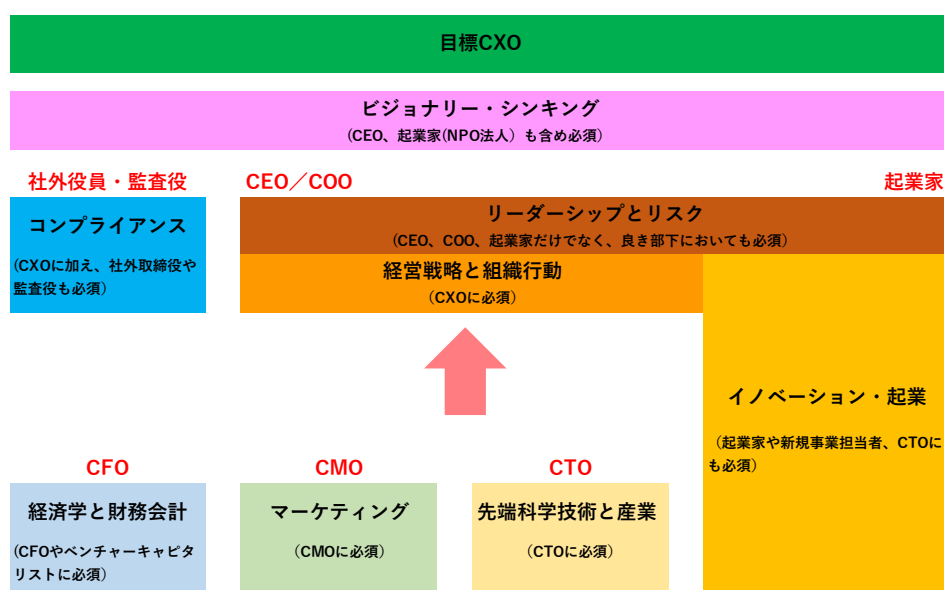 目標CXO
ビジョナリー・シンキング
(CEO、起業家(NPO法人）も含め必須)
社外役員・監査役
CEO／COO
起業家
コンプライアンス
(CXOに加え、社外取締役や
監査役も必須)
リーダーシップとリスク
(CEO、COO、起業家だけでなく、良き部下においても必須)
経営戦略と組織行動
(CXOに必須)
イノベーション・起業
(起業家や新規事業担当者、CTOに
も必須)
CFO
CMO
CTO
経済学と財務会計
(CFOやベンチャーキャピタ
リストに必須)
マーケティング
(CMOに必須)
先端科学技術と産業
(CTOに必須)